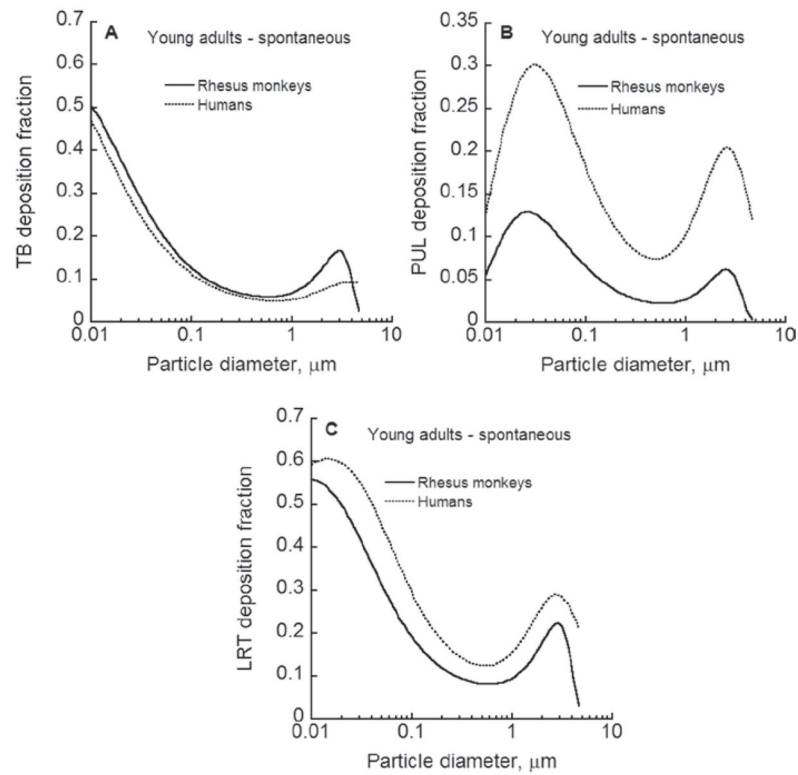 A Young adults - spontaneous
Rhesus monkeys
Humans
TB deposition fraction
0.7
0.6
0.5
0.4
0.3
0.2
0.1
0
0.01 0.1 1 10
Particle diameter, μm
B Young adults - spontaneous
Rhesus monkeys
Humans
PUL deposition fraction
0.35
0.3
0.25
0.2
0.15
0.1
0.05
0
0.01 0.1 1 10
Particle diameter, μm
C Young adults - spontaneous
Rhesus monkeys
Humans
LRT deposition fraction
0.7
0.6
0.5
0.4
0.3
0.2
0.1
0
0.01 0.1 1 10
Particle diameter, μm